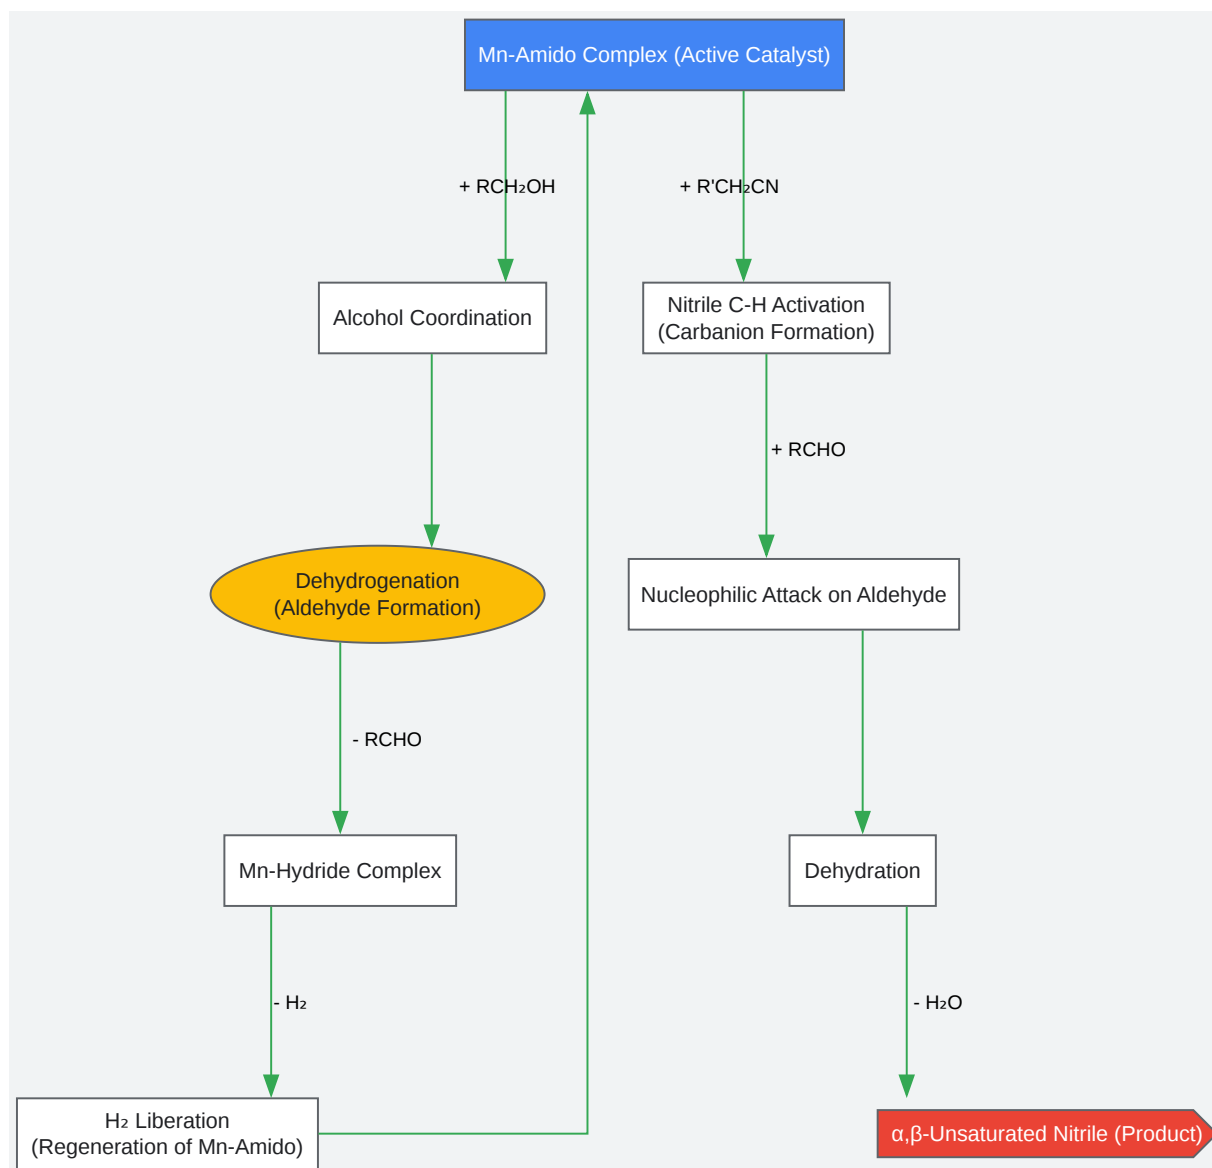 Mn-Amido Complex (Active Catalyst)
+ RCH₂OH
+ R'CH₂CN
Alcohol Coordination
Nitrile C-H Activation
(Carbanion Formation)
+ RCHO
Dehydrogenation
(Aldehyde Formation)
Nucleophilic Attack on Aldehyde
- RCHO
Mn-Hydride Complex
Dehydration
- H₂
- H₂O
H₂ Liberation
(Regeneration of Mn-Amido)
α,β-Unsaturated Nitrile (Product)